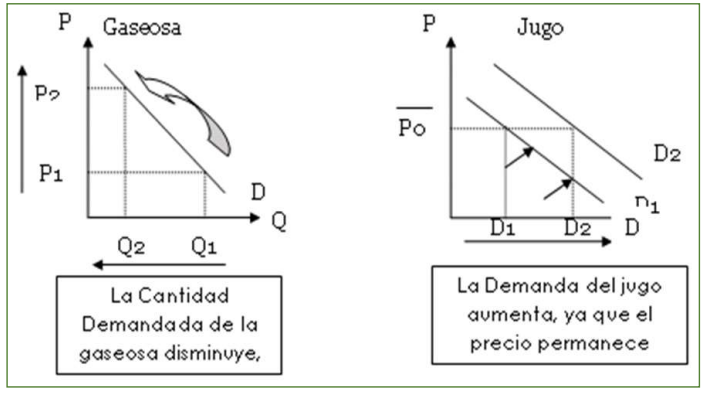 P Gaseosa
P2
P1
D
Q
Q2 Q1
La Cantidad
Demandada de la
gaseosa disminuye,
P Jugo
Po
D2
D1
D1 D2 D
La Demanda del jugo
aumenta, ya que el
precio permanece